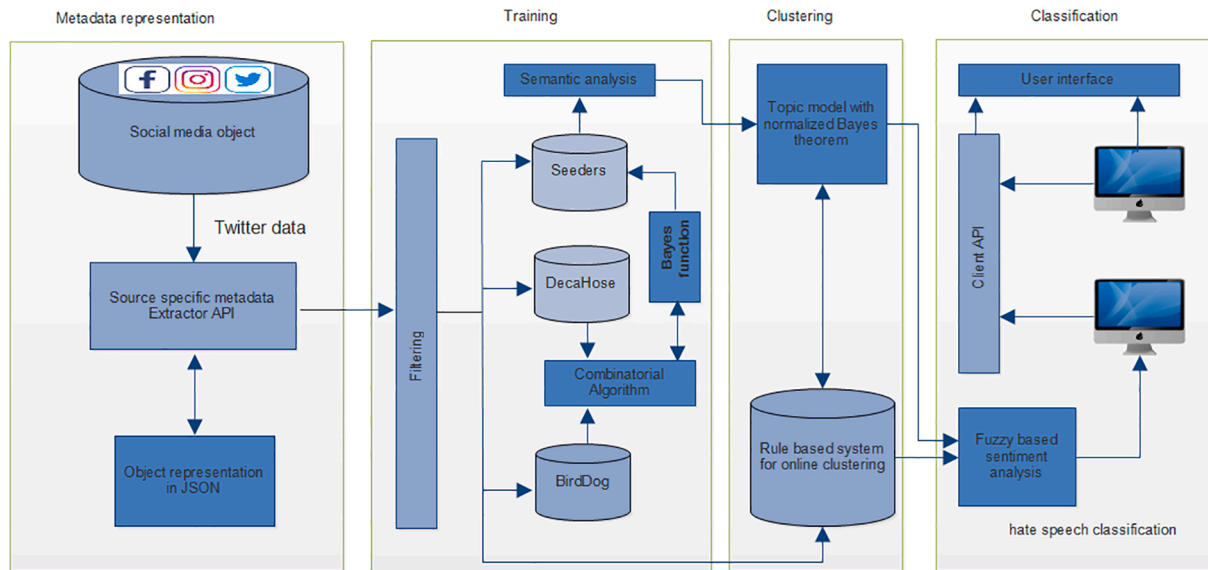 Metadata representation
Training
Clustering
Classification
Social media object
Twitter data
Source specific metadata
Extractor API
Object representation
in JSON
Filtering
Semantic analysis
Seeders
Bayes
function
DecaHose
Combinatorial
Algorithm
BirdDog
Topic model with
normalized Bayes
theorem
Rule based system
for online clustering
User interface
Client API
Fuzzy based
sentiment
analysis
hate speech classification